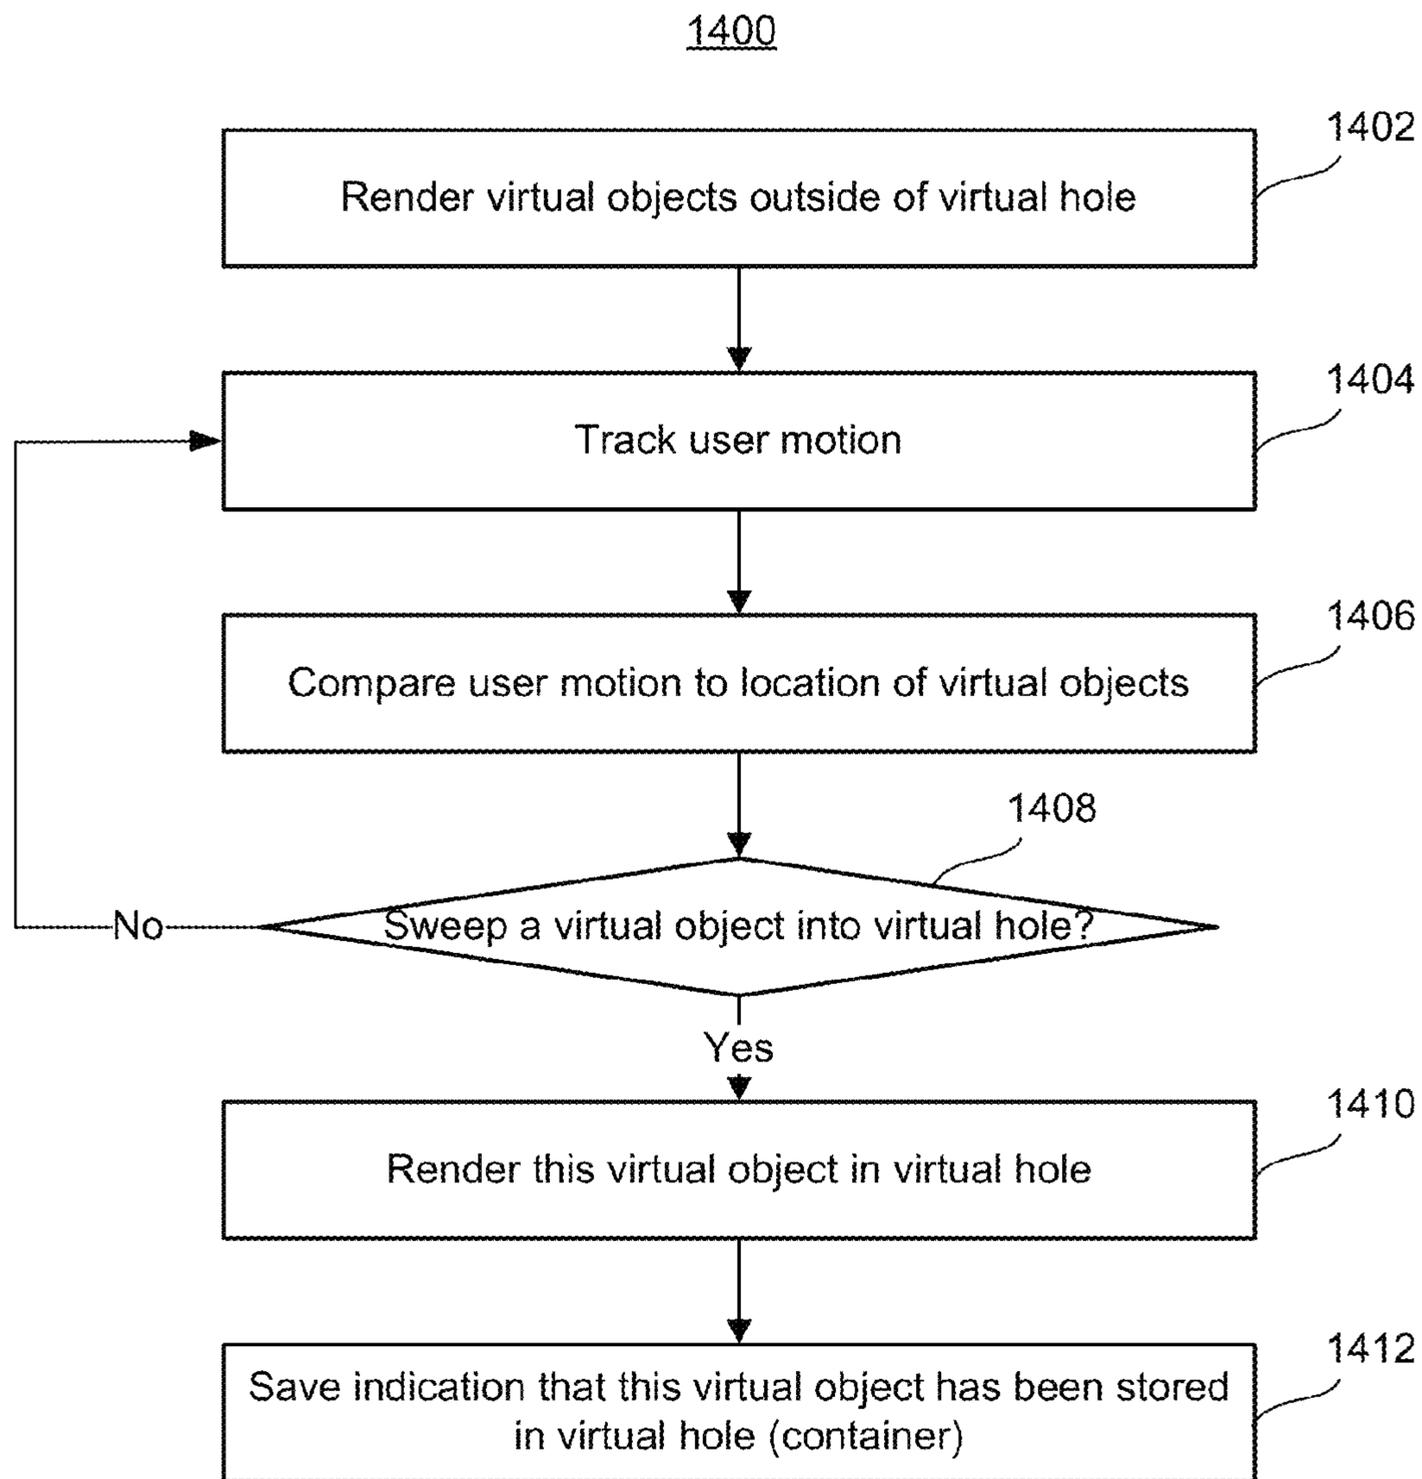 1400
1402
Render virtual objects outside of virtual hole
1404
Track user motion
1406
Compare user motion to location of virtual objects
1408
Sweep a virtual object into virtual hole?
No
Yes
1410
Render this virtual object in virtual hole
1412
Save indication that this virtual object has been stored
in virtual hole (container)